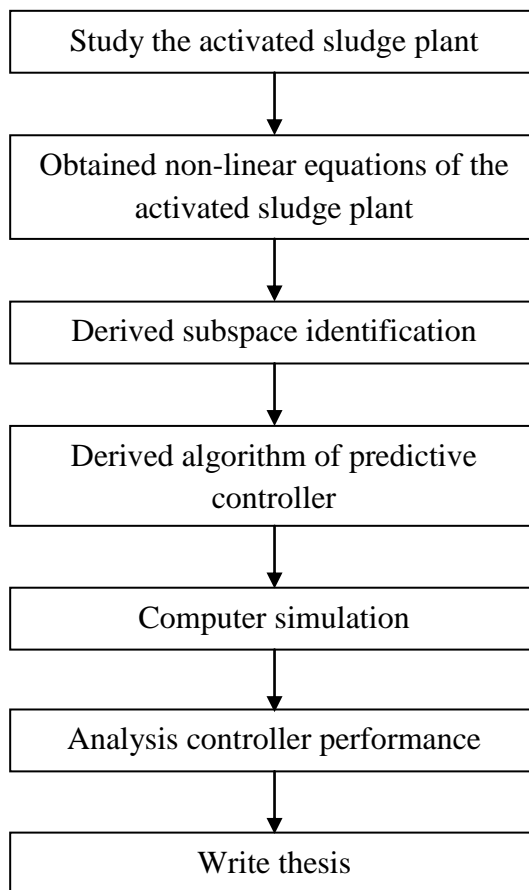 Study the activated sludge plant
Obtained non-linear equations of the
activated sludge plant
Derived subspace identification
Derived algorithm of predictive
controller
Computer simulation
Analysis controller performance
Write thesis